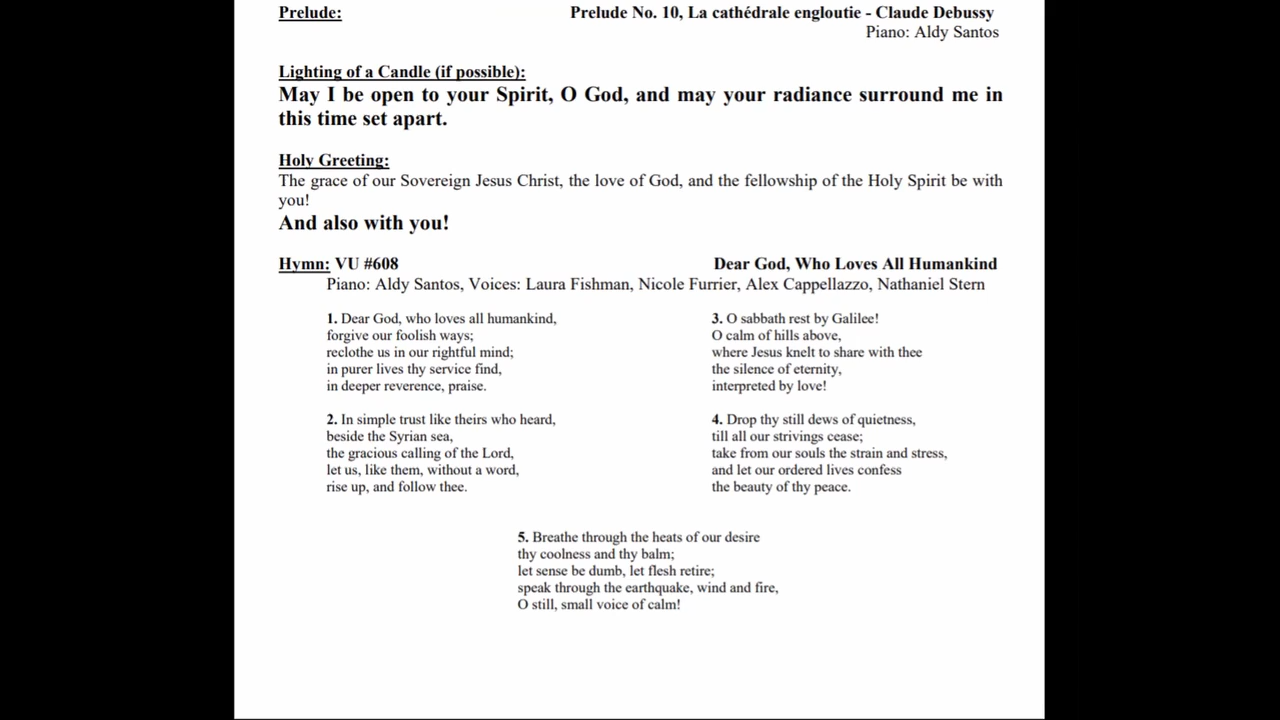 Prelude: Prelude No. 10, La cathédrale engloutie - Claude Debussy
Piano: Aldy Santos
Lighting of a Candle (if possible):
May I be open to your Spirit, O God, and may your radiance surround me in
this time set apart.
Holy Greeting:
The grace of our Sovereign Jesus Christ, the love of God, and the fellowship of the Holy Spirit be with
you!
And also with you!
Hymn: VU #608 Dear God, Who Loves All Humankind
Piano: Aldy Santos, Voices: Laura Fishman, Nicole Furrier, Alex Cappellazzo, Nathaniel Stern
1. Dear God, who loves all humankind,
forgive our foolish ways;
reclothe us in our rightful mind;
in purer lives thy service find,
in deeper reverence, praise.
2. In simple trust like theirs who heard,
beside the Syrian sea,
the gracious calling of the Lord,
let us, like them, without a word,
rise up, and follow thee.
3. O sabbath rest by Galilee!
O calm of hills above,
where Jesus knelt to share with thee
the silence of eternity,
interpreted by love!
4. Drop thy still dews of quietness,
till all our strivings cease;
take from our souls the strain and stress,
and let our ordered lives confess
the beauty of thy peace.
5. Breathe through the heats of our desire
thy coolness and thy balm;
let sense be dumb, let flesh retire;
speak through the earthquake, wind and fire,
O still, small voice of calm!